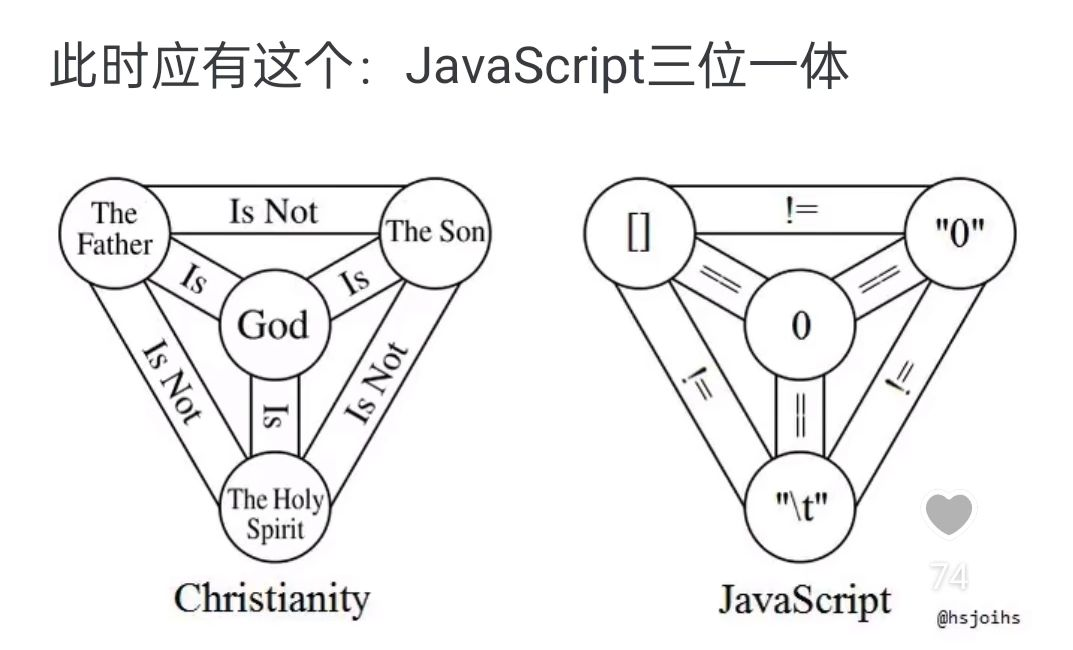 此时应有这个：JavaScript三位一体
The
Father
Is Not
The Son
Is
Is
God
Is Not
Is
Is Not
The Holy
Spirit
Christianity
[]
!=
"0"
==
==
0
!=
==
!=
"\t"
JavaScript
74
@hsjoihs